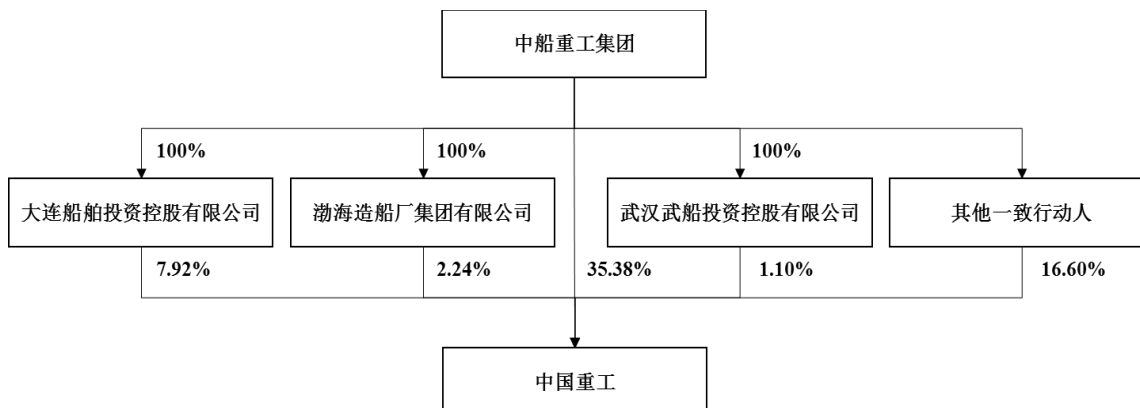 中船重工集团
100%
100%
100%
大连船舶投资控股有限公司
渤海造船厂集团有限公司
武汉武船投资控股有限公司
其他一致行动人
7.92%
2.24%
35.38%
1.10%
16.60%
中国重工